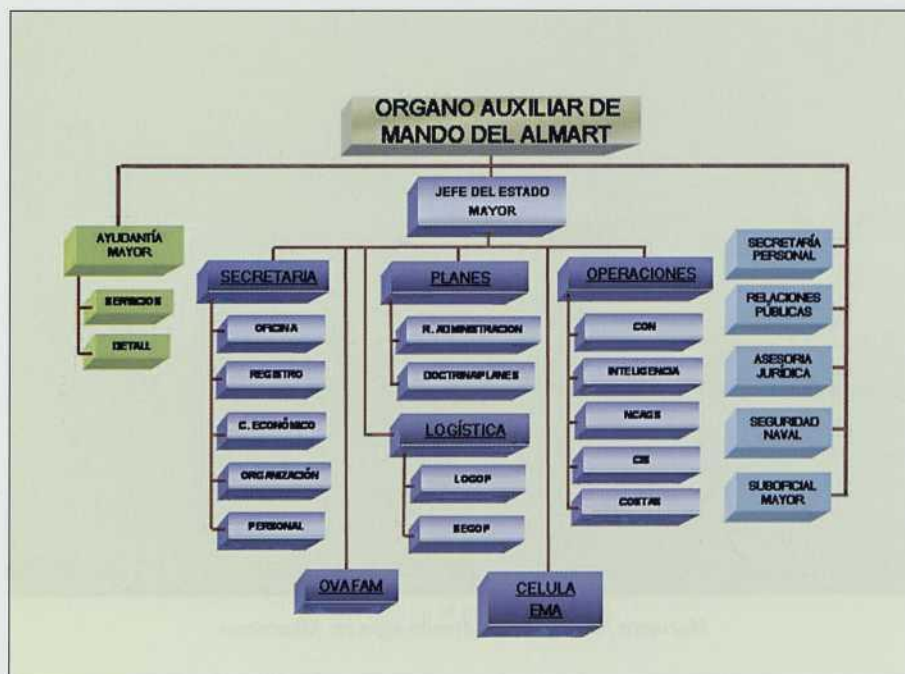 ORGANO AUXILIAR DE
MANDO DEL ALMART
JEFE DEL ESTADO
MAYOR
AYUDANTÍA
MAYOR
SERVICIOS
DETALL
SECRETARIA
OFICINA
REGISTRO
C. ECONÓMICO
ORGANIZACIÓN
PERSONAL
PLANES
R. ADMINISTRACION
DOCTRINA/PLANES
LOGÍSTICA
LOGOP
SEGOP
OPERACIONES
CON
INTELIGENCIA
NCAGS
CIS
COSTAS
SECRETARÍA
PERSONAL
RELACIONES
PÚBLICAS
ASESORIA
JURÍDICA
SEGURIDAD
NAVAL
SUBOFICIAL
MAYOR
OVAFAM
CELULA
EMA